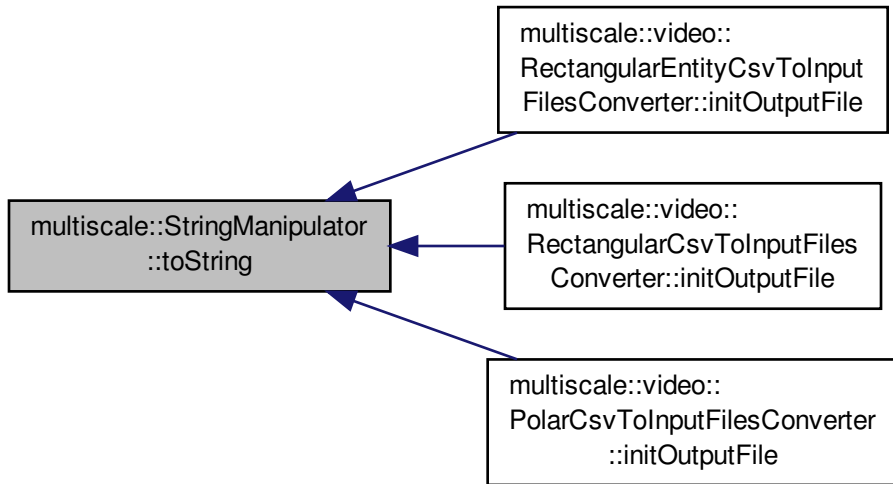 multiscale::video::
RectangularEntityCsvToInput
FilesConverter::initOutputFile
multiscale::StringManipulator
::toString
multiscale::video::
RectangularCsvToInputFiles
Converter::initOutputFile
multiscale::video::
PolarCsvToInputFilesConverter
::initOutputFile